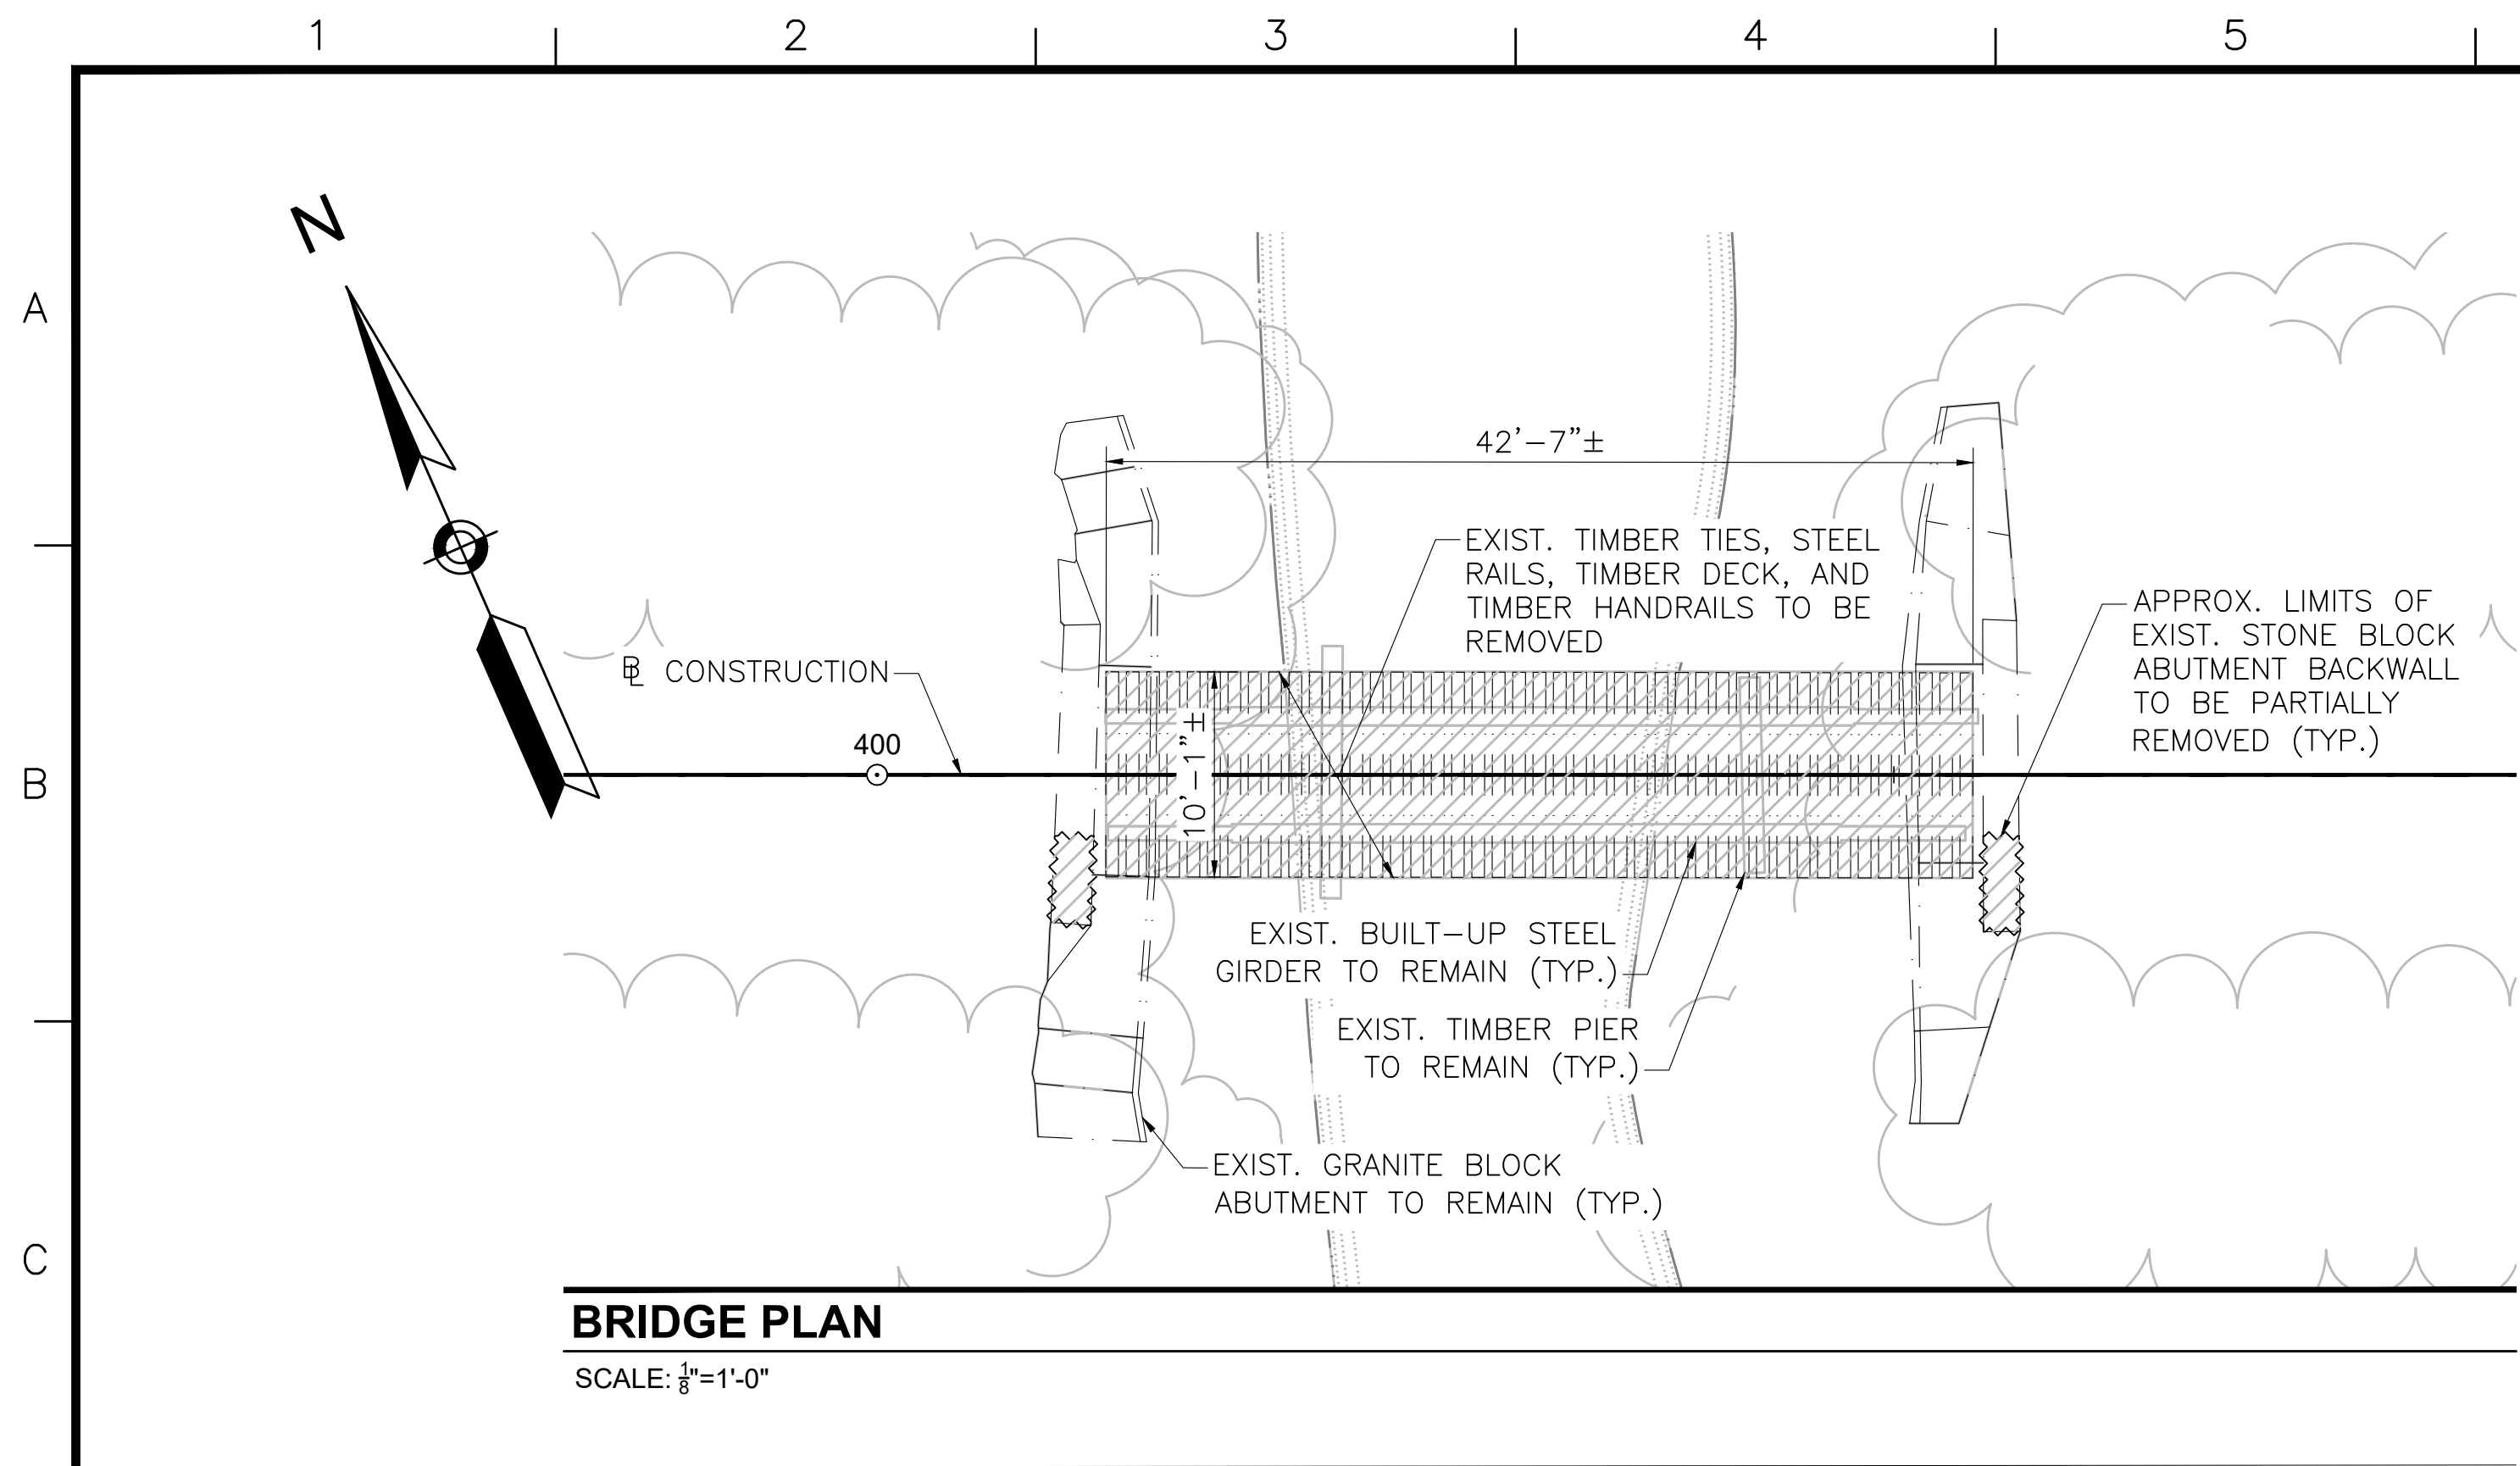 1 2 3 4 5
N
A
42’-7”±
EXIST. TIMBER TIES, STEEL
RAILS, TIMBER DECK, AND
TIMBER HANDRAILS TO BE
REMOVED
APPROX. LIMITS OF
EXIST. STONE BLOCK
ABUTMENT BACKWALL
TO BE PARTIALLY
REMOVED (TYP.)
℄ CONSTRUCTION
400
10’-1”±
B
EXIST. BUILT-UP STEEL
GIRDER TO REMAIN (TYP.)
EXIST. TIMBER PIER
TO REMAIN (TYP.)
EXIST. GRANITE BLOCK
ABUTMENT TO REMAIN (TYP.)
C
BRIDGE PLAN
SCALE: ⅛"=1'-0"